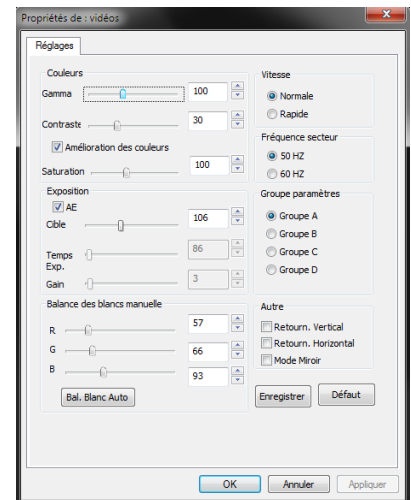 Propriétés de : vidéos
Réglages
Couleurs
Gamma 100
Contraste 30
Amélioration des couleurs
Saturation 100
Exposition
AE
Cible 106
Temps Exp. 86
Gain 3
Balance des blancs manuelle
R 57
G 66
B 93
Bal. Blanc Auto
Vitesse
Normale
Rapide
Fréquence secteur
50 HZ
60 HZ
Groupe paramètres
Groupe A
Groupe B
Groupe C
Groupe D
Autre
Retourn. Vertical
Retourn. Horizontal
Mode Miroir
Enregistrer Défaut
OK Annuler Appliquer